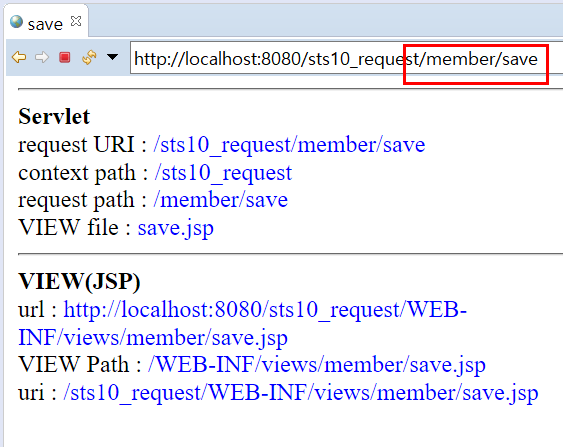 save
http://localhost:8080/sts10_request/member/save
Servlet
request URI : /sts10_request/member/save
context path : /sts10_request
request path : /member/save
VIEW file : save.jsp
VIEW(JSP)
url : http://localhost:8080/sts10_request/WEB-
INF/views/member/save.jsp
VIEW Path : /WEB-INF/views/member/save.jsp
uri : /sts10_request/WEB-INF/views/member/save.jsp